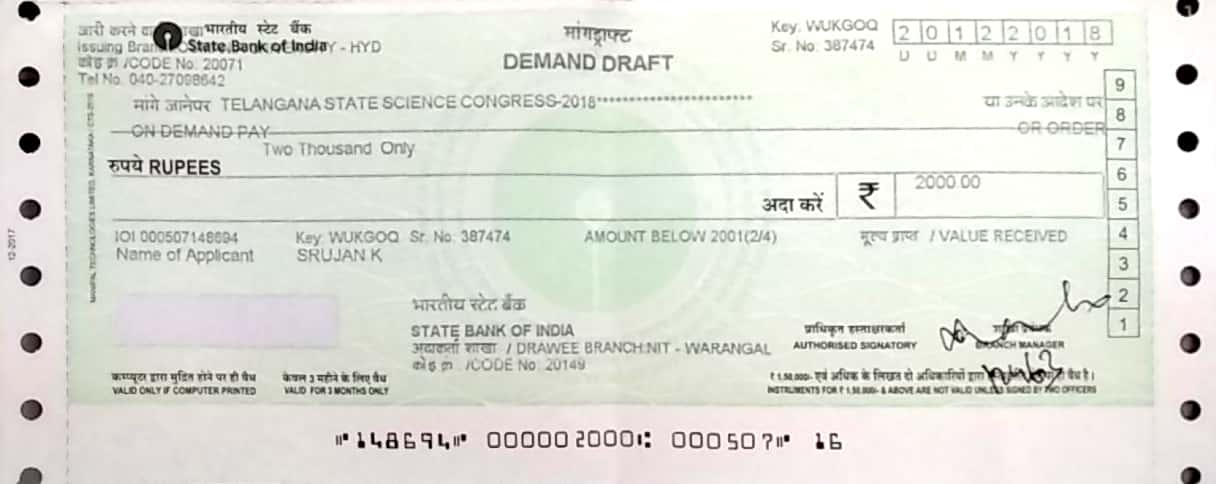 जारी करने वाली शाखा भारतीय स्टेट बैंक
Issuing Branch State Bank of India - HYD
कोड क्र /CODE No: 20071
Tel No. 040-27098642
मांगड्राफ्ट
DEMAND DRAFT
Key: WUKGOQ
Sr. No: 387474
2 0 1 2 2 0 1 8
D D M M Y Y Y Y
मांगे जानेपर TELANGANA STATE SCIENCE CONGRESS-2018************************
या उनके आदेश पर
ON DEMAND PAY
OR ORDER
Two Thousand Only
रुपये RUPEES
अदा करें ₹ 2000.00
9
8
7
6
5
4
3
2
1
IOI 000507148694 Key: WUKGOQ Sr. No: 387474 AMOUNT BELOW 2001(2/4) मूल्य प्राप्त / VALUE RECEIVED
Name of Applicant SRUJAN K
भारतीय स्टेट बैंक
STATE BANK OF INDIA
अदाकर्ता शाखा / DRAWEE BRANCH:NIT - WARANGAL
कोड क्र /CODE No: 20149
प्राधिकृत हस्ताक्षरकर्ता
AUTHORISED SIGNATORY
शाखा प्रबंधक
BRANCH MANAGER
कम्प्यूटर द्वारा मुद्रित होने पर ही वैध
VALID ONLY IF COMPUTER PRINTED
केवल 3 महीने के लिए वैध
VALID FOR 3 MONTHS ONLY
₹ 1,50,000/- एवं अधिक के लिखत दो अधिकारियों द्वारा ही वैध है।
INSTRUMENTS FOR ₹ 1,50,000/- & ABOVE ARE NOT VALID UNLESS SIGNED BY TWO OFFICERS
⑈148694⑈ 000002000⑆ 000507⑈ 16
MANIPAL TECHNOLOGIES LIMITED, KARNATAKA / CTS-2010
12-2017